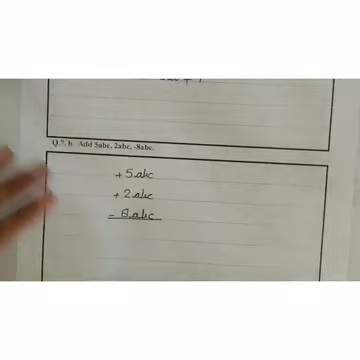 Q.7. b. Add 5abc, 2abc, -8abc.
+ 5abc
+ 2abc
- 8abc